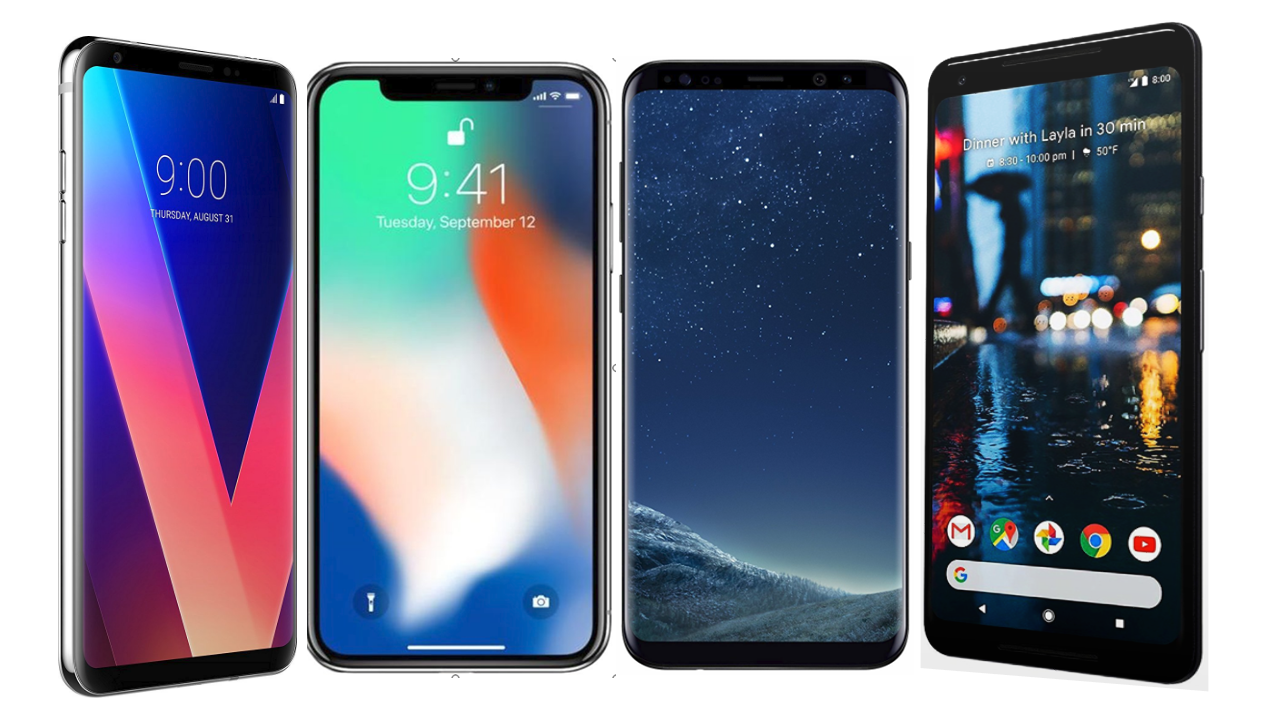 9:00
THURSDAY, AUGUST 31
9:41
Tuesday, September 12
8:00
Dinner with Layla in 30 min
8:30 - 10:00 pm | 50°F
G